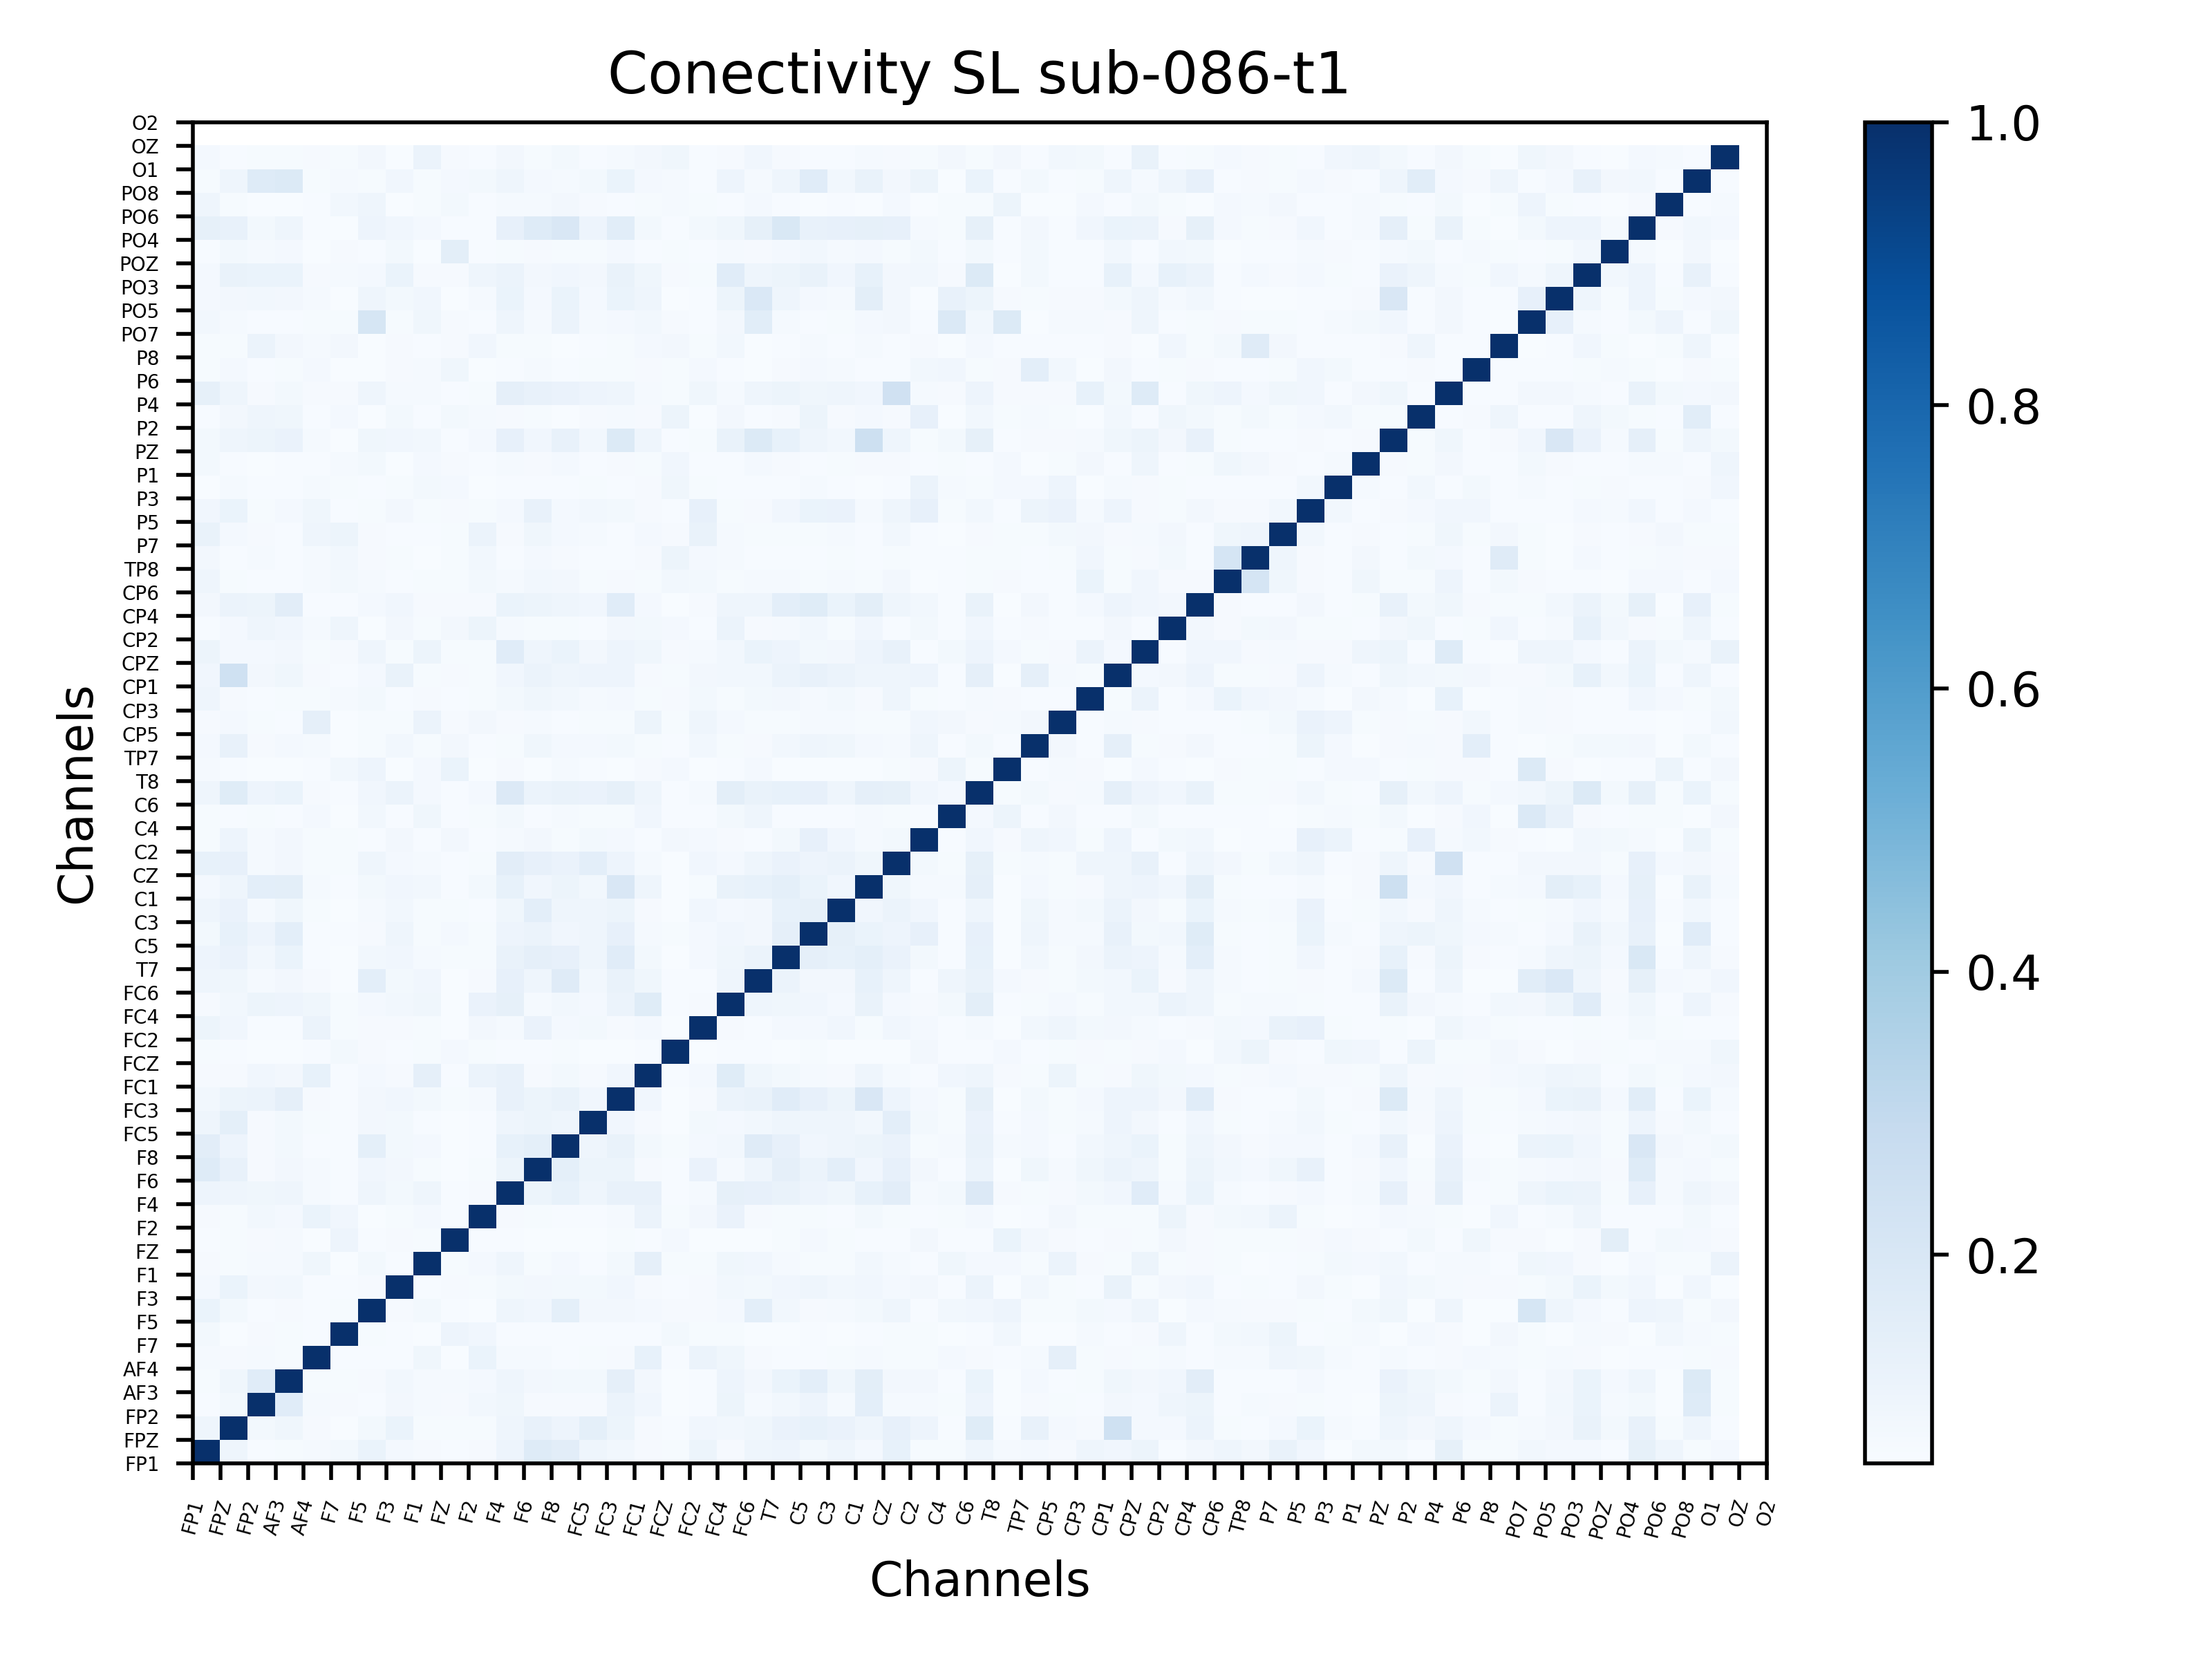 Conectivity SL sub-086-t1
O2
OZ
O1
PO8
PO6
PO4
POZ
PO3
PO5
PO7
P8
P6
P4
P2
PZ
P1
P3
P5
P7
TP8
CP6
CP4
CP2
CPZ
CP1
CP3
CP5
TP7
T8
C6
C4
C2
CZ
C1
C3
C5
T7
FC6
FC4
FC2
FCZ
FC1
FC3
FC5
F8
F6
F4
F2
FZ
F1
F3
F5
F7
AF4
AF3
FP2
FPZ
FP1
Channels
FP1 FPZ FP2 AF3 AF4 F7 F5 F3 F1 FZ F2 F4 F6 F8 FC5 FC3 FC1 FCZ FC2 FC4 FC6 T7 C5 C3 C1 CZ C2 C4 C6 T8 TP7 CP5 CP3 CP1 CPZ CP2 CP4 CP6 TP8 P7 P5 P3 P1 PZ P2 P4 P6 P8 PO7 PO5 PO3 POZ PO4 PO6 PO8 O1 OZ O2
Channels
1.0
0.8
0.6
0.4
0.2